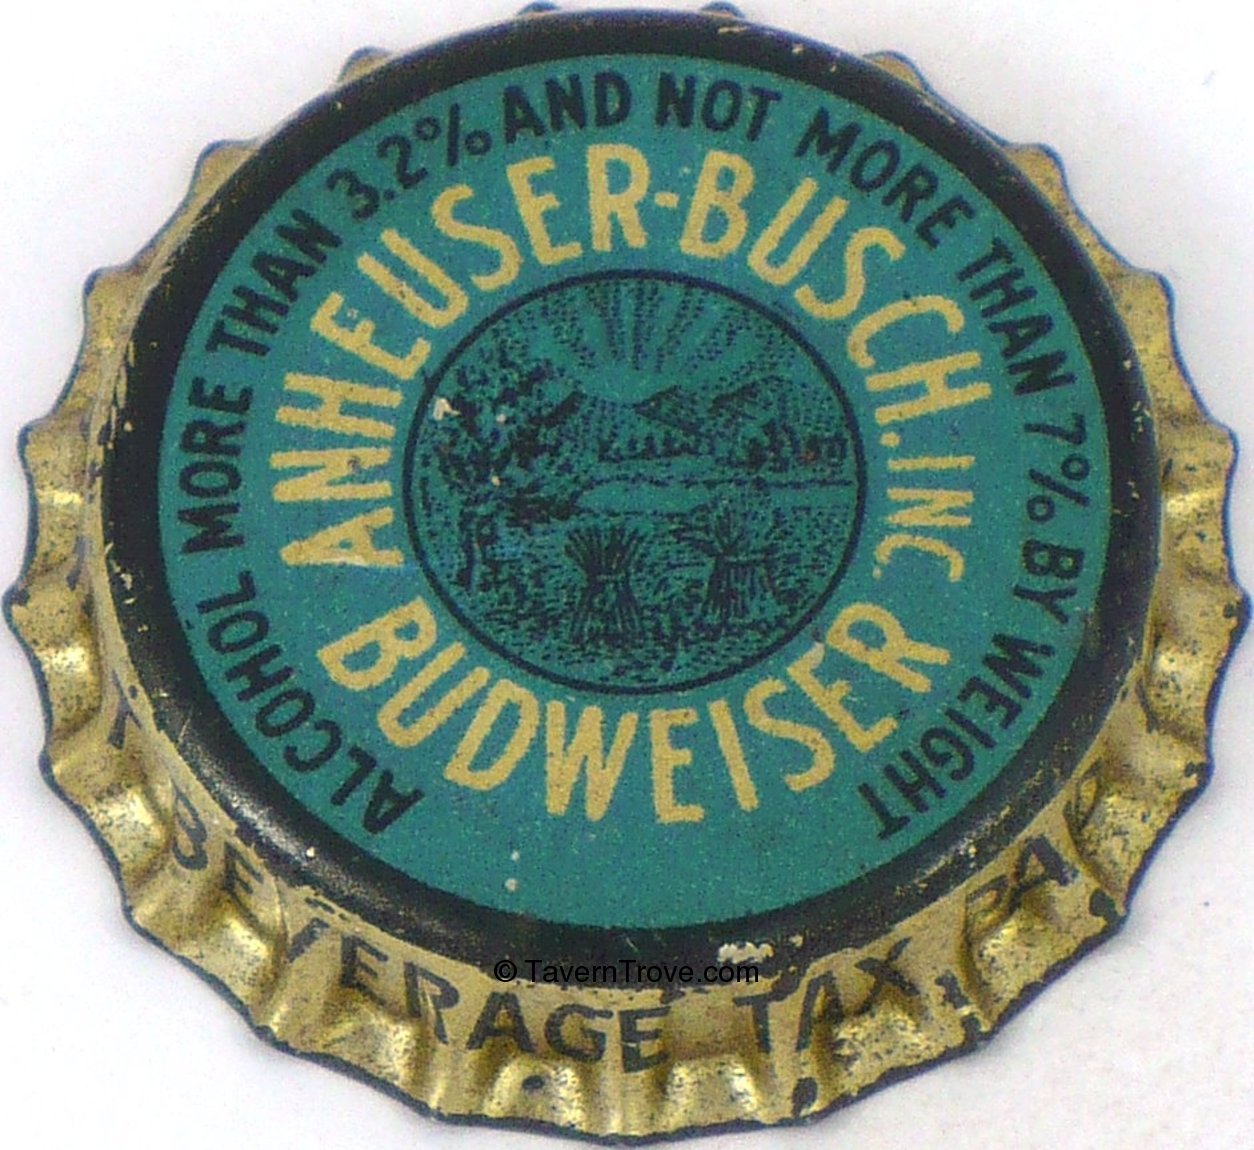 ALCOHOL MORE THAN 3.2% AND NOT MORE THAN 7% BY WEIGHT
ANHEUSER-BUSCH. INC.
BUDWEISER
BEVERAGE TAX
© TavernTrove.com